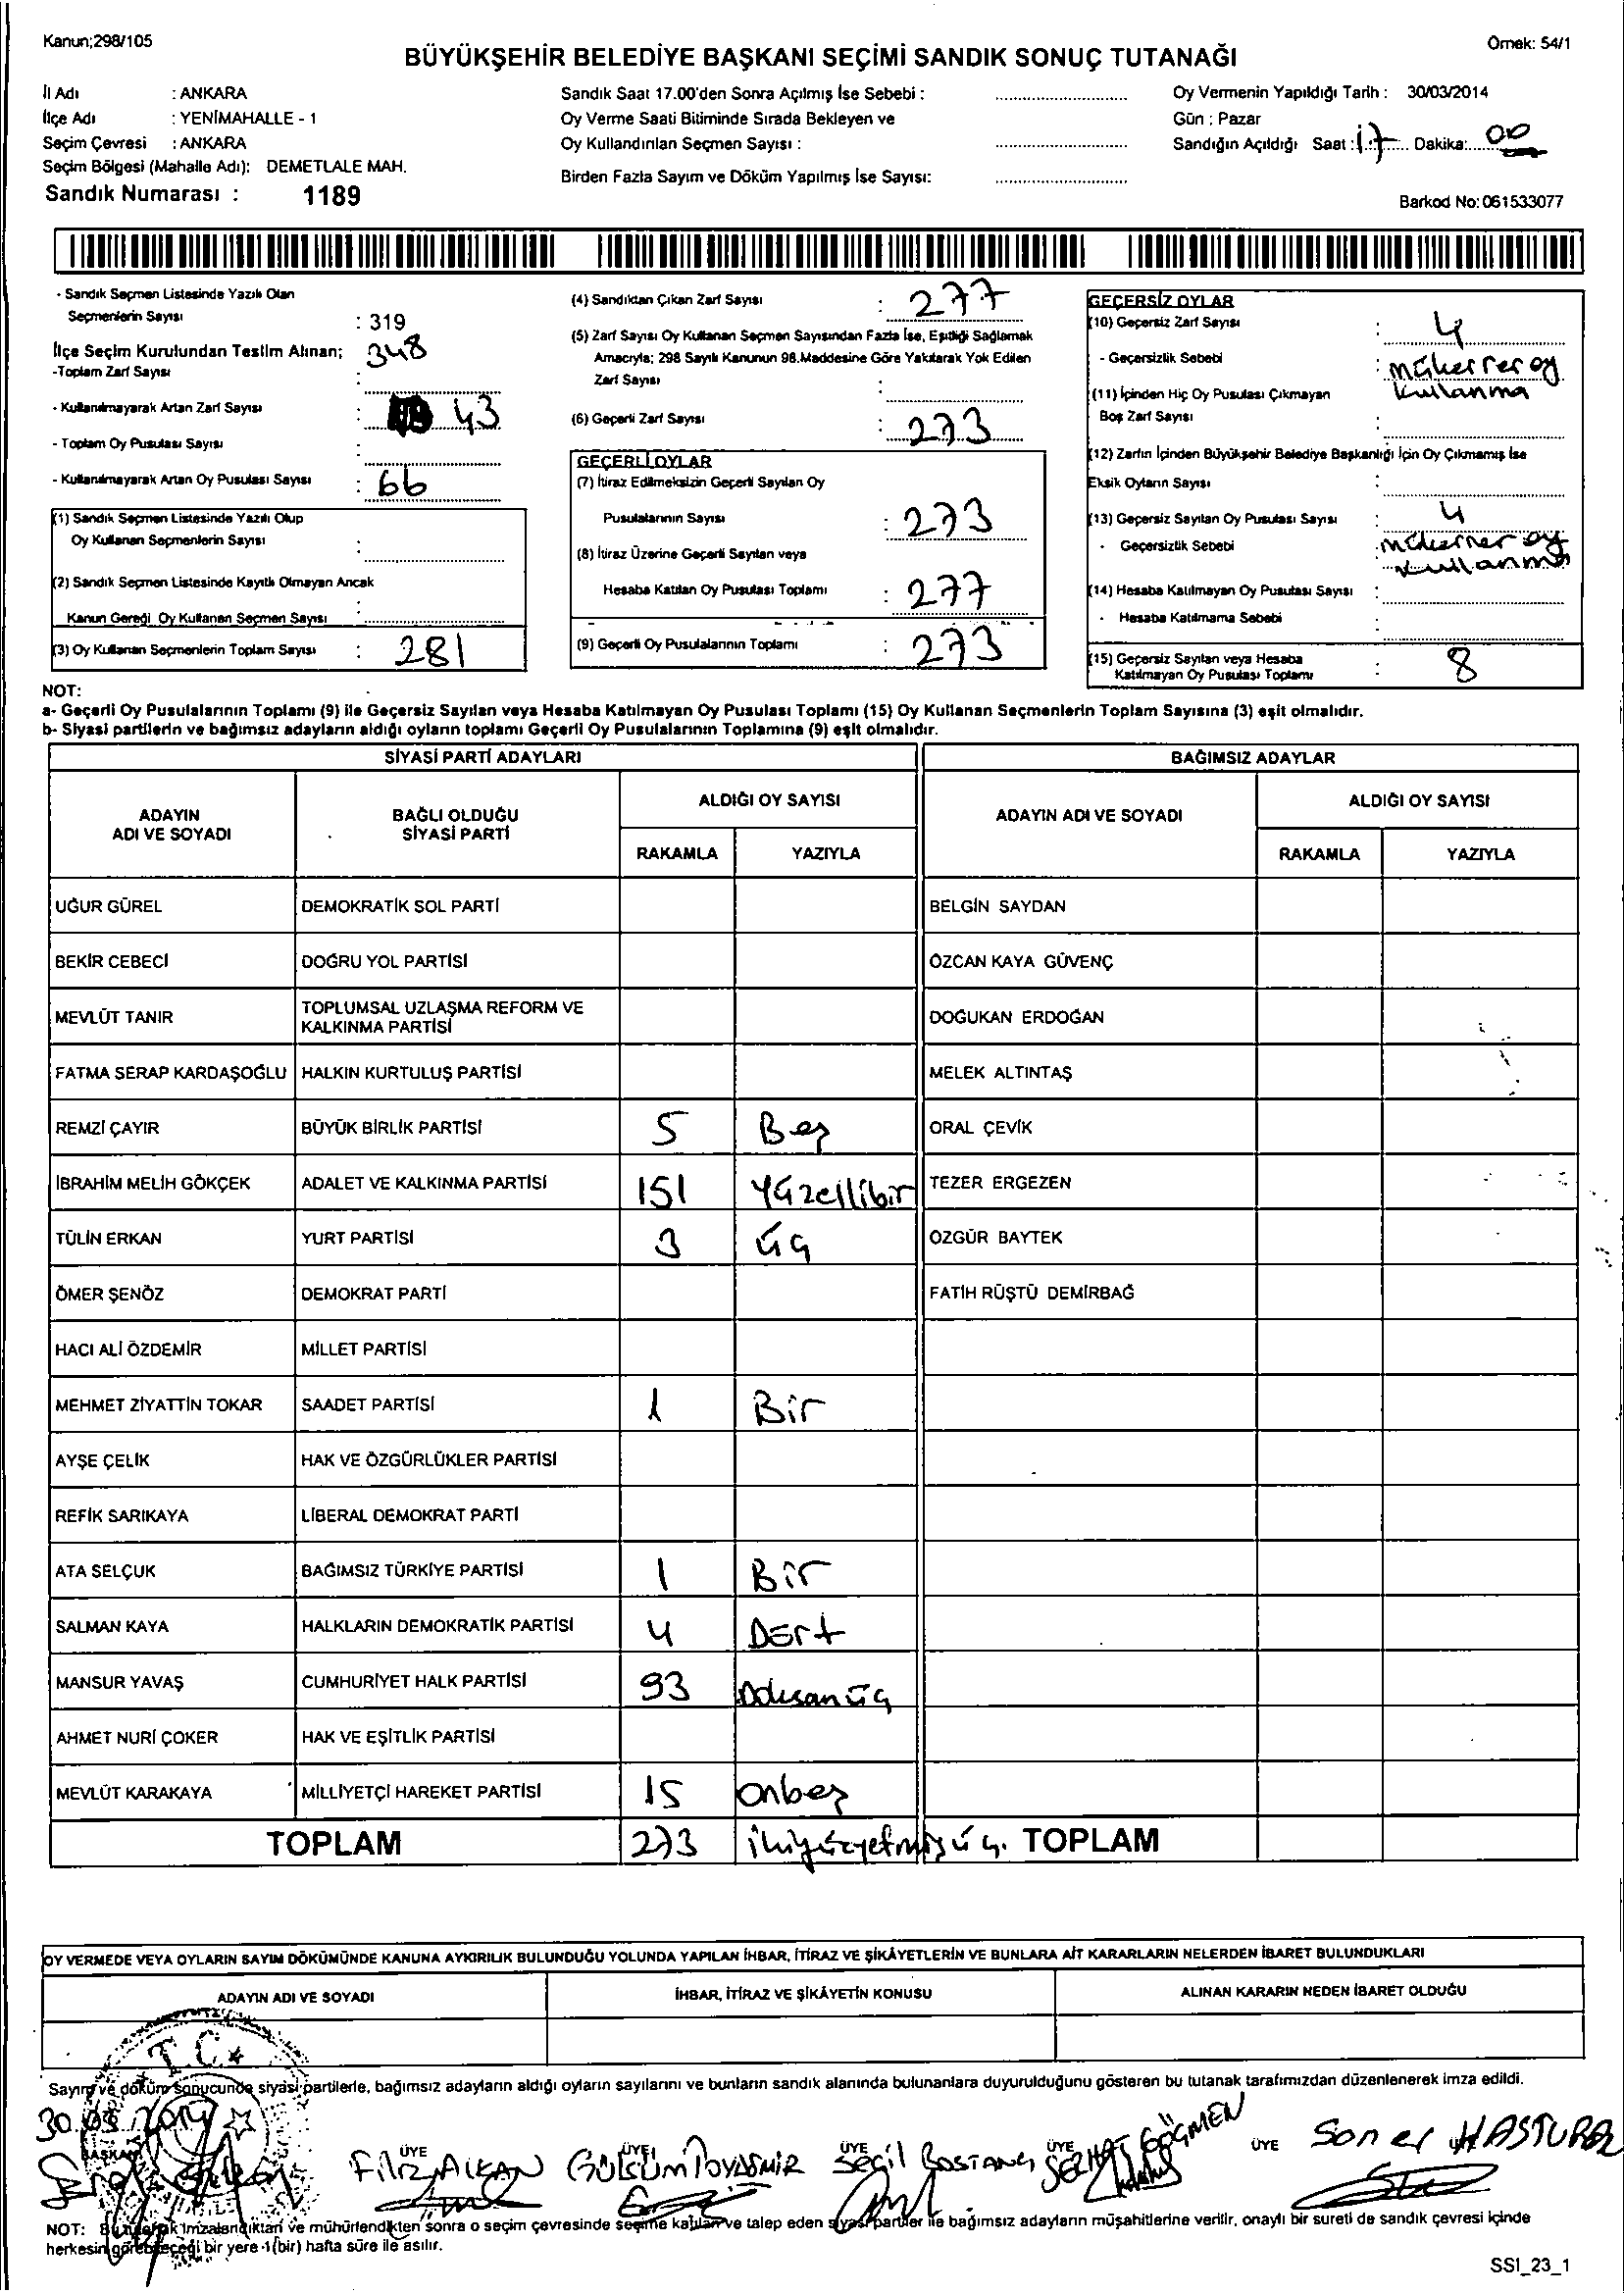 Kanun;298/105
Örnek: 54/1
BÜYÜKŞEHİR BELEDİYE BAŞKANI SEÇİMİ SANDIK SONUÇ TUTANAĞI
İl Adı : ANKARA
İlçe Adı : YENİMAHALLE - 1
Seçim Çevresi : ANKARA
Seçim Bölgesi (Mahalle Adı): DEMETLALE MAH.
Sandık Numarası : 1189
Sandık Saat 17.00'den Sonra Açılmış İse Sebebi :
Oy Verme Saati Bitiminde Sırada Bekleyen ve
Oy Kullandırılan Seçmen Sayısı :
Birden Fazla Sayım ve Döküm Yapılmış İse Sayısı:
Oy Vermenin Yapıldığı Tarih : 30/03/2014
Gün : Pazar
Sandığın Açıldığı Saat : 17 Dakika: 00
Barkod No: 061533077
- Sandık Seçmen Listesinde Yazılı Olan
Seçmenlerin Sayısı : 319
İlçe Seçim Kurulundan Teslim Alınan; 348
-Toplam Zarf Sayısı :
- Kullanılmayarak Artan Zarf Sayısı : 43
- Toplam Oy Pusulası Sayısı :
- Kullanılmayarak Artan Oy Pusulası Sayısı : 66
(1) Sandık Seçmen Listesinde Yazılı Olup
Oy Kullanan Seçmenlerin Sayısı :
(2) Sandık Seçmen Listesinde Kayıtlı Olmayan Ancak
Kanun Gereği Oy Kullanan Seçmen Sayısı :
(3) Oy Kullanan Seçmenlerin Toplam Sayısı : 281
(4) Sandıktan Çıkan Zarf Sayısı : 277
(5) Zarf Sayısı Oy Kullanan Seçmen Sayısından Fazla İse, Eşitliği Sağlamak
Amacıyla; 298 Sayılı Kanunun 98.Maddesine Göre Yakılarak Yok Edilen
Zarf Sayısı :
(6) Geçerli Zarf Sayısı : 273
GEÇERLİ OYLAR
(7) İtiraz Edilmeksizin Geçerli Sayılan Oy
Pusulalarının Sayısı : 273
(8) İtiraz Üzerine Geçerli Sayılan veya
Hesaba Katılan Oy Pusulası Toplamı : 277
(9) Geçerli Oy Pusulalarının Toplamı : 273
GEÇERSİZ OYLAR
(10) Geçersiz Zarf Sayısı : 4
- Geçersizlik Sebebi : mükerrer oy
kullanma
(11) İçinden Hiç Oy Pusulası Çıkmayan
Boş Zarf Sayısı :
(12) Zarfın İçinden Büyükşehir Belediye Başkanlığı İçin Oy Çıkmamış İse
Eksik Oyların Sayısı :
(13) Geçersiz Sayılan Oy Pusulası Sayısı : 4
- Geçersizlik Sebebi : mükerrer oy
kullanma
(14) Hesaba Katılmayan Oy Pusulası Sayısı :
- Hesaba Katılmama Sebebi :
(15) Geçersiz Sayılan veya Hesaba
Katılmayan Oy Pusulası Toplamı : 8
NOT:
a- Geçerli Oy Pusulalarının Toplamı (9) ile Geçersiz Sayılan veya Hesaba Katılmayan Oy Pusulası Toplamı (15) Oy Kullanan Seçmenlerin Toplam Sayısına (3) eşit olmalıdır.
b- Siyasi partilerin ve bağımsız adayların aldığı oyların toplamı Geçerli Oy Pusulalarının Toplamına (9) eşit olmalıdır.
SİYASİ PARTİ ADAYLARI BAĞIMSIZ ADAYLAR
ADAYIN
ADI VE SOYADI
BAĞLI OLDUĞU
SİYASİ PARTİ
ALDIĞI OY SAYISI
RAKAMLA YAZIYLA
ADAYIN ADI VE SOYADI
ALDIĞI OY SAYISI
RAKAMLA YAZIYLA
UĞUR GÜREL DEMOKRATİK SOL PARTİ BELGİN SAYDAN
BEKİR CEBECİ DOĞRU YOL PARTİSİ ÖZCAN KAYA GÜVENÇ
MEVLÜT TANIR TOPLUMSAL UZLAŞMA REFORM VE
KALKINMA PARTİSİ DOĞUKAN ERDOĞAN
FATMA SERAP KARDAŞOĞLU HALKIN KURTULUŞ PARTİSİ MELEK ALTINTAŞ
REMZİ ÇAYIR BÜYÜK BİRLİK PARTİSİ 5 Beş ORAL ÇEVİK
İBRAHİM MELİH GÖKÇEK ADALET VE KALKINMA PARTİSİ 151 Yüzellibir TEZER ERGEZEN
TÜLİN ERKAN YURT PARTİSİ 3 üç ÖZGÜR BAYTEK
ÖMER ŞENÖZ DEMOKRAT PARTİ FATİH RÜŞTÜ DEMİRBAĞ
HACI ALİ ÖZDEMİR MİLLET PARTİSİ
MEHMET ZİYATTİN TOKAR SAADET PARTİSİ 1 Bir
AYŞE ÇELİK HAK VE ÖZGÜRLÜKLER PARTİSİ
REFİK SARIKAYA LİBERAL DEMOKRAT PARTİ
ATA SELÇUK BAĞIMSIZ TÜRKİYE PARTİSİ 1 Bir
SALMAN KAYA HALKLARIN DEMOKRATİK PARTİSİ 4 Dört
MANSUR YAVAŞ CUMHURİYET HALK PARTİSİ 93 Doksanüç
AHMET NURİ ÇOKER HAK VE EŞİTLİK PARTİSİ
MEVLÜT KARAKAYA MİLLİYETÇİ HAREKET PARTİSİ 15 Onbeş
TOPLAM 273 ikiyüzyetmişüç. TOPLAM
OY VERMEDE VEYA OYLARIN SAYIM DÖKÜMÜNDE KANUNA AYKIRILIK BULUNDUĞU YOLUNDA YAPILAN İHBAR, İTİRAZ VE ŞİKÂYETLERİN VE BUNLARA AİT KARARLARIN NELERDEN İBARET BULUNDUKLARI
ADAYIN ADI VE SOYADI İHBAR, İTİRAZ VE ŞİKÂYETİN KONUSU ALINAN KARARIN NEDEN İBARET OLDUĞU
T.C.
Sayım ve döküm sonucunda siyasi partilerle, bağımsız adayların aldığı oyların sayılarını ve bunların sandık alanında bulunanlara duyurulduğunu gösteren bu tutanak tarafımızdan düzenlenerek imza edildi.
30.03.2014
BAŞKAN ÜYE ÜYE ÜYE ÜYE ÜYE
Filiz ALKAN Seçil BOSTANCI SERHAT GÖÇMEN Soner HASTURAL
NOT: Bu tutanak imzalandıktan ve mühürlendikten sonra o seçim çevresinde seçime katılan ve talep eden siyasi partiler ile bağımsız adayların müşahitlerine verilir, onaylı bir sureti de sandık çevresi içinde
herkesin görebileceği bir yere 1(bir) hafta süre ile asılır.
SSI_23_1